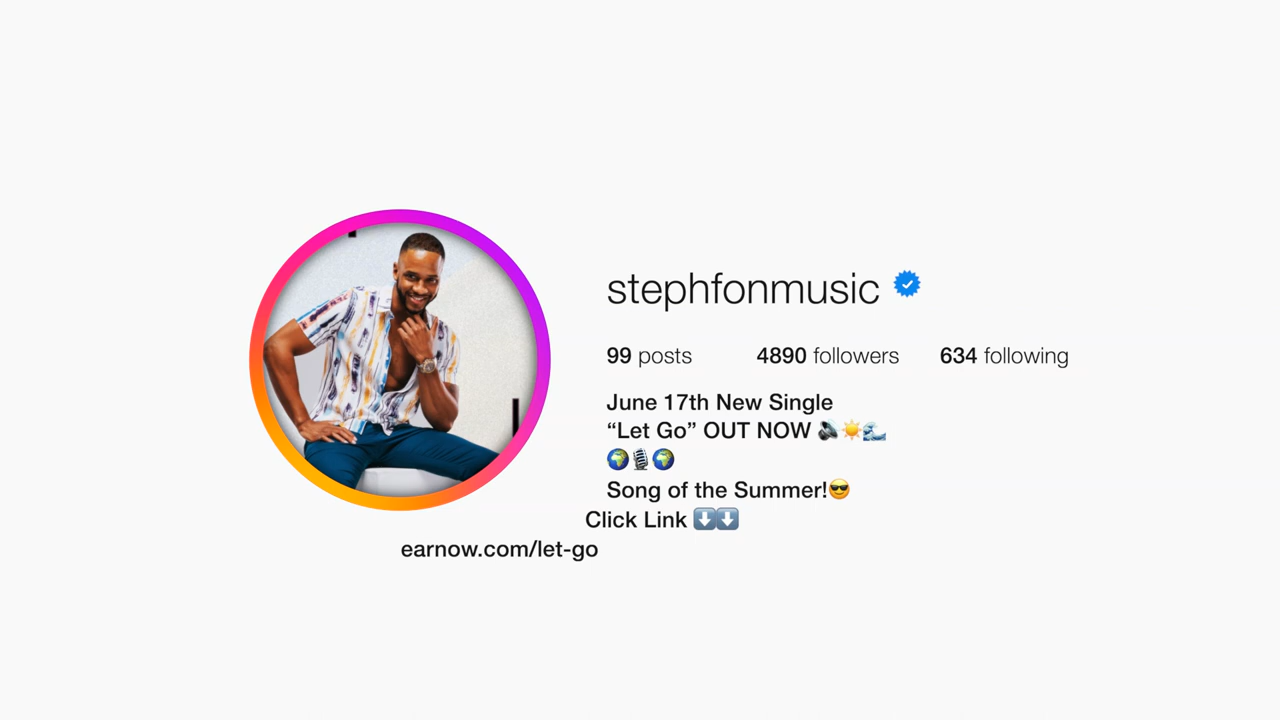 stephfonmusic
99 posts 4890 followers 634 following
June 17th New Single
“Let Go” OUT NOW 🔊☀️🌊
🌍🎙️🌍
Song of the Summer!😎
Click Link ⬇️⬇️
earnow.com/let-go